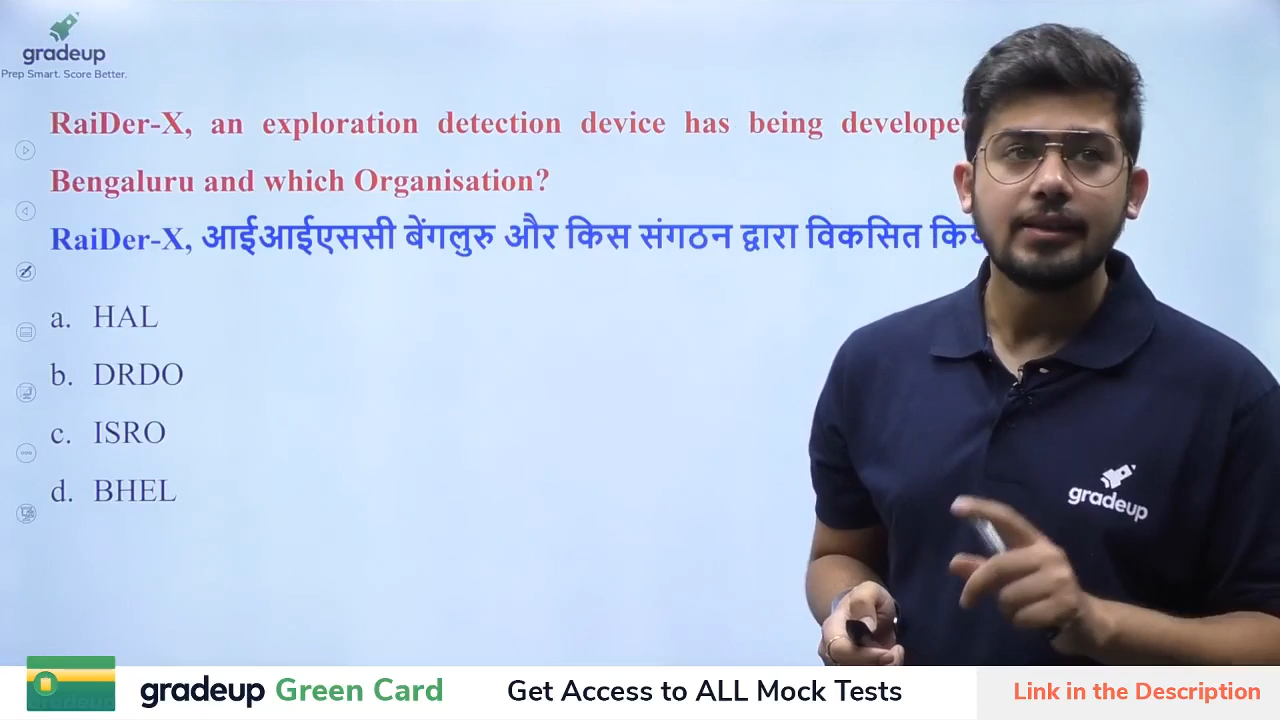 gradeup
Prep Smart. Score Better.
RaiDer-X, an exploration detection device has being
Bengaluru and which Organisation?
RaiDer-X, आईआईएससी बेंगलुरु और किस संगठन द्वारा विकसित
a. HAL
b. DRDO
c. ISRO
d. BHEL
gradeup
gradeup Green Card
Get Access to ALL Mock Tests
Link in the Description